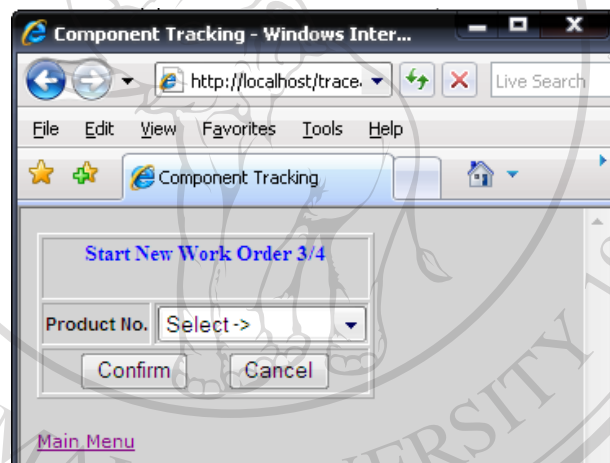 Component Tracking - Windows Inter...
http://localhost/trace
Live Search
File Edit View Favorites Tools Help
Component Tracking
Start New Work Order 3/4
Product No. Select ->
Confirm Cancel
Main Menu